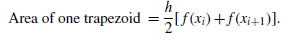 Area of one trapezoid = h/2[f(x_i)+f(x_{i+1})].